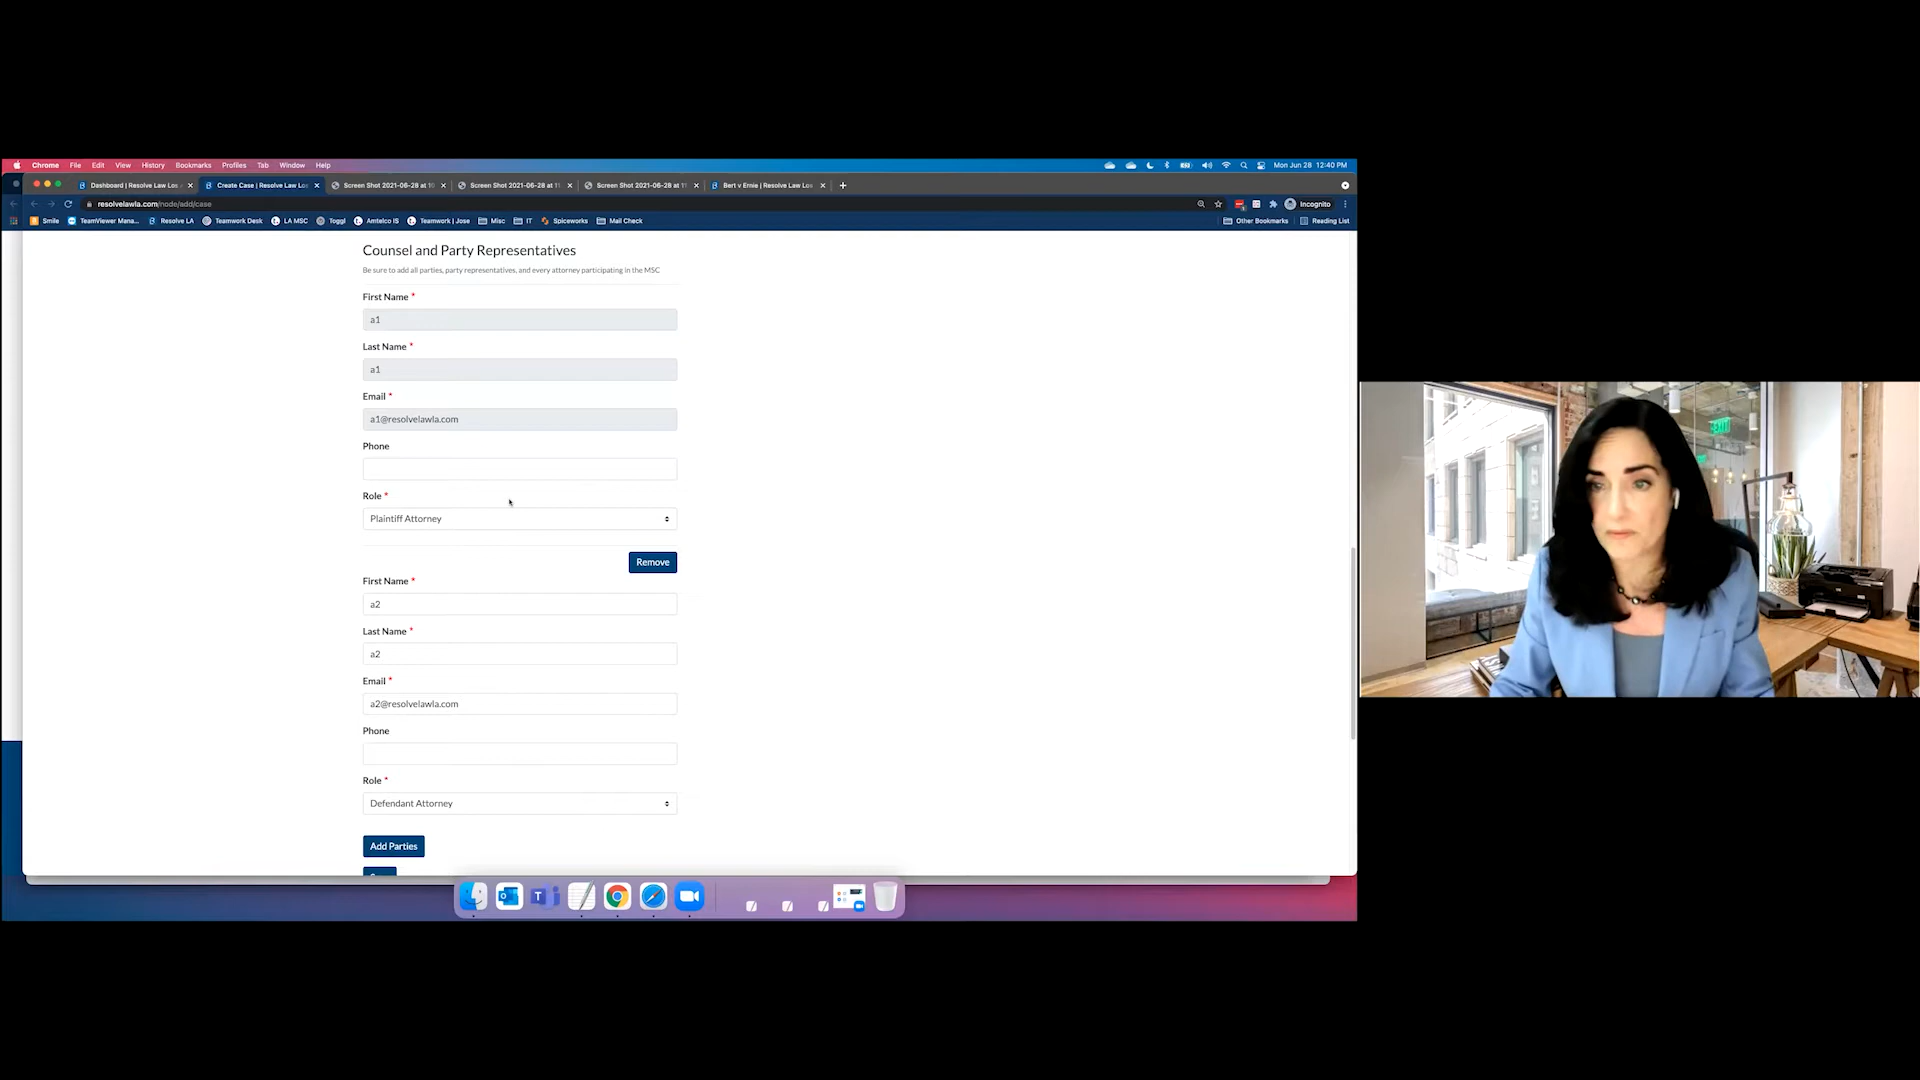 Chrome File Edit View History Bookmarks Profiles Tab Window Help Mon Jun 28 12:40 PM
Dashboard | Resolve Law Los Create Case | Resolve Law Lo Screen Shot 2021-06-28 at 10 Screen Shot 2021-06-28 at 1 Screen Shot 2021-06-28 at 1 Bert v Ernie | Resolve Law Los
resolvelawla.com/node/add/case Incognito
Smile TeamViewer Mana... Resolve LA Teamwork Desk LA MSC Toggl Amtelco IS Teamwork | Jose Misc IT Spiceworks Mail Check Other Bookmarks Reading List
Counsel and Party Representatives
Be sure to add all parties, party representatives, and every attorney participating in the MSC
First Name *
a1
Last Name *
a1
Email *
a1@resolvelawla.com
Phone
Role *
Plaintiff Attorney
Remove
First Name *
a2
Last Name *
a2
Email *
a2@resolvelawla.com
Phone
Role *
Defendant Attorney
Add Parties
EXIT